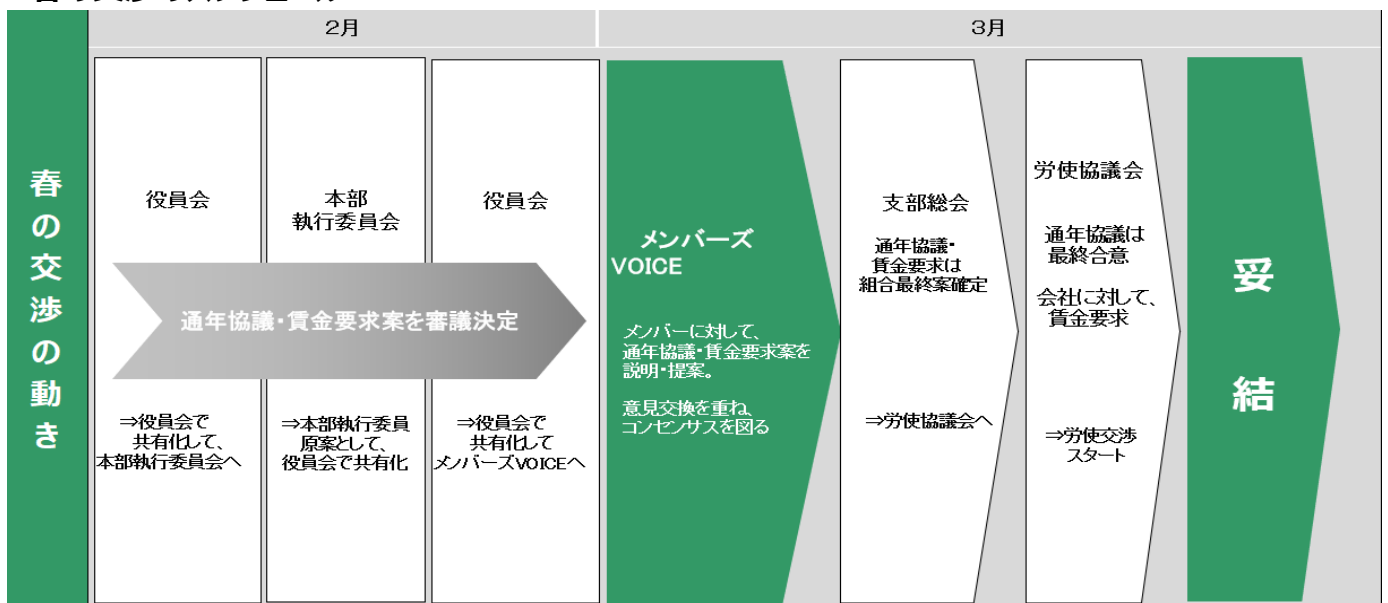 2月
3月
春の交渉の動き
役員会
本部
執行委員会
役員会
通年協議・賃金要求案を審議決定
⇒役員会で
共有化して、
本部執行委員会へ
⇒本部執行委員
原案として、
役員会で共有化
⇒役員会で
共有化して
メンバーズVOICEへ
メンバーズ
VOICE
メンバーに対して、
通年協議・賃金要求案を
説明・提案。
意見交換を重ね、
コンセンサスを図る
支部総会
通年協議・
賃金要求は
組合最終案確定
⇒労使協議会へ
労使協議会
通年協議は
最終合意
会社に対して、
賃金要求
⇒労使交渉
スタート
妥結